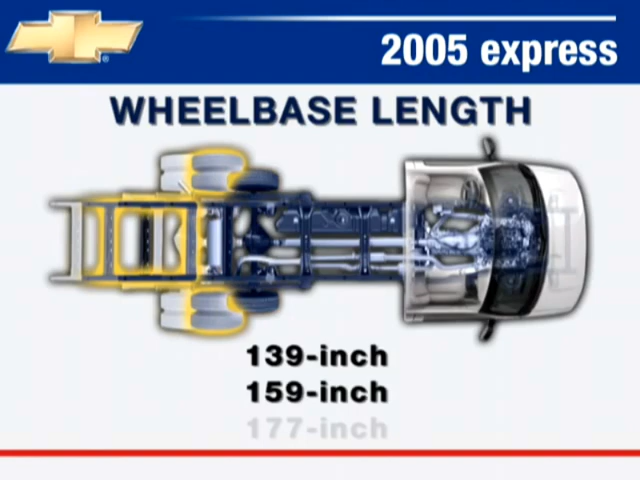 2005 express
WHEELBASE LENGTH
139-inch
159-inch
177-inch